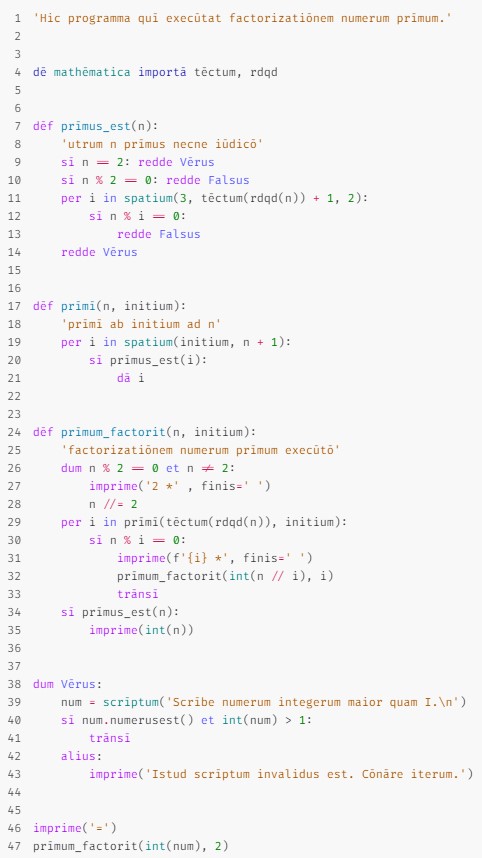 1 'Hic programma quī execūtat factorizatiōnem numerum prīmum.'
2
3
4 dē mathēmatica importā tēctum, rdqd
5
6
7 dēf prīmus_est(n):
8     'utrum n prīmus necne iūdicō'
9     sī n == 2: redde Vērus
10     sī n % 2 == 0: redde Falsus
11     per i in spatium(3, tēctum(rdqd(n)) + 1, 2):
12         sī n % i == 0:
13             redde Falsus
14     redde Vērus
15
16
17 dēf prīmī(n, initium):
18     'prīmī ab initium ad n'
19     per i in spatium(initium, n + 1):
20         sī prīmus_est(i):
21             dā i
22
23
24 dēf prīmum_factorit(n, initium):
25     'factorizatiōnem numerum prīmum execūtō'
26     dum n % 2 == 0 et n ≠ 2:
27         imprime('2 *' , finis=' ')
28         n //= 2
29     per i in prīmī(tēctum(rdqd(n)), initium):
30         sī n % i == 0:
31             imprime(f'{i} *', finis=' ')
32             prīmum_factorit(int(n // i), i)
33             trānsī
34     sī prīmus_est(n):
35         imprime(int(n))
36
37
38 dum Vērus:
39     num = scrīptum('Scrībe numerum integerum maior quam I.\n')
40     sī num.numerusest() et int(num) > 1:
41         trānsī
42     alius:
43         imprime('Istud scrīptum invalidus est. Cōnāre iterum.')
44
45
46 imprime('=')
47 prīmum_factorit(int(num), 2)